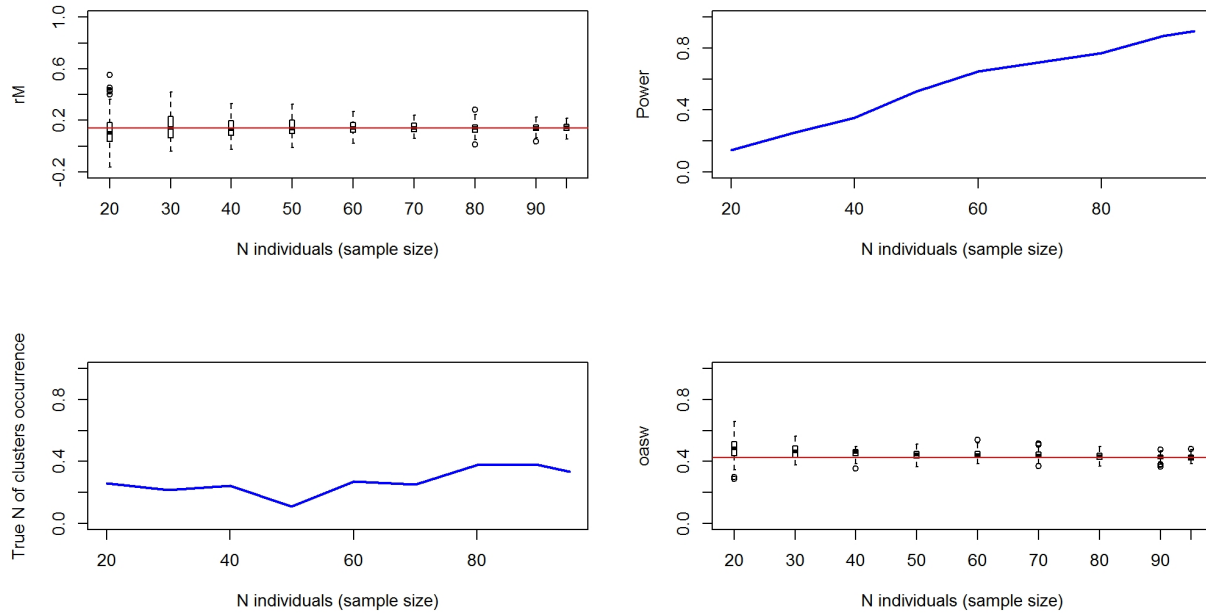 rM
1.0
0.6
0.2
-0.2
20 30 40 50 60 70 80 90
N individuals (sample size)
Power
0.8
0.4
0.0
20 40 60 80
N individuals (sample size)
True N of clusters occurrence
0.8
0.4
0.0
20 40 60 80
N individuals (sample size)
oasw
0.8
0.4
0.0
20 30 40 50 60 70 80 90
N individuals (sample size)